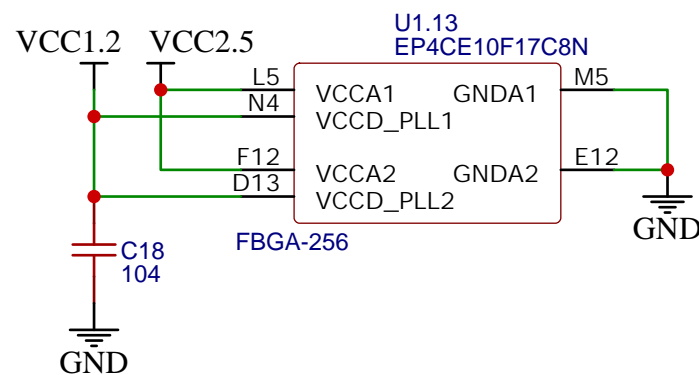 U1.13
EP4CE10F17C8N
VCC1.2 VCC2.5
L5 VCCA1 GNDA1 M5
N4 VCCD_PLL1
F12 VCCA2 GNDA2 E12
D13 VCCD_PLL2
GND
FBGA-256
C18
104
GND